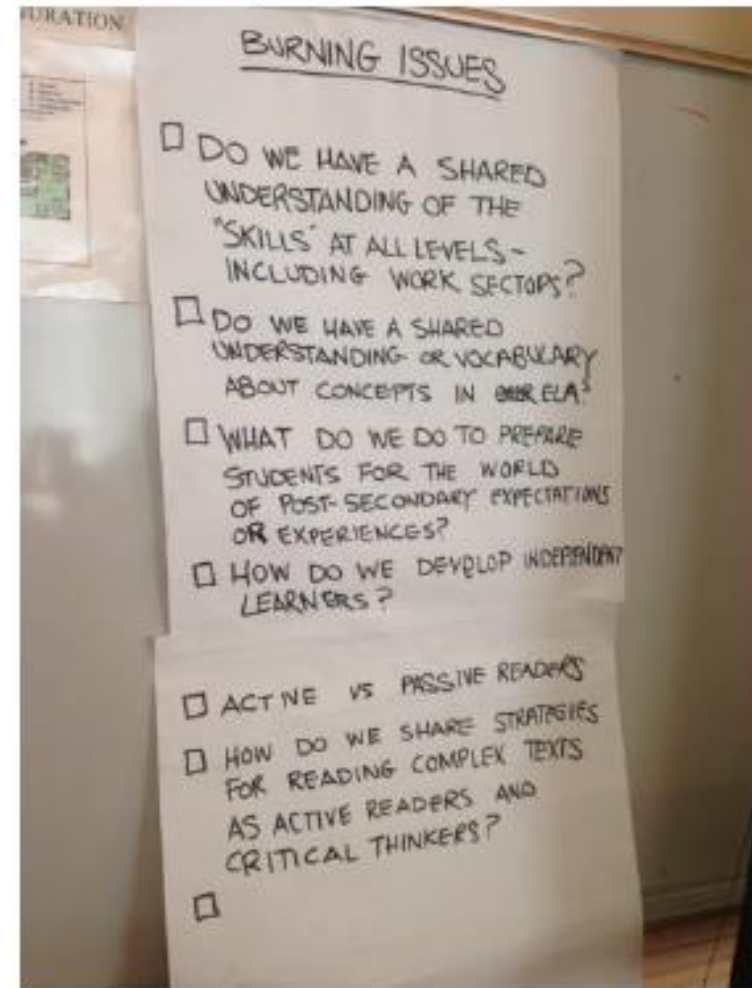 URATION
BURNING ISSUES
☐ DO WE HAVE A SHARED
UNDERSTANDING OF THE
"SKILLS" AT ALL LEVELS -
INCLUDING WORK SECTORS?
☐ DO WE HAVE A SHARED
UNDERSTANDING OR VOCABULARY
ABOUT CONCEPTS IN ELA?
☐ WHAT DO WE DO TO PREPARE
STUDENTS FOR THE WORLD
OF POST-SECONDARY EXPECTATIONS
OR EXPERIENCES?
☐ HOW DO WE DEVELOP INDEPENDENT
LEARNERS?
☐ ACTIVE VS PASSIVE READERS
☐ HOW DO WE SHARE STRATEGIES
FOR READING COMPLEX TEXTS
AS ACTIVE READERS AND
CRITICAL THINKERS?
☐